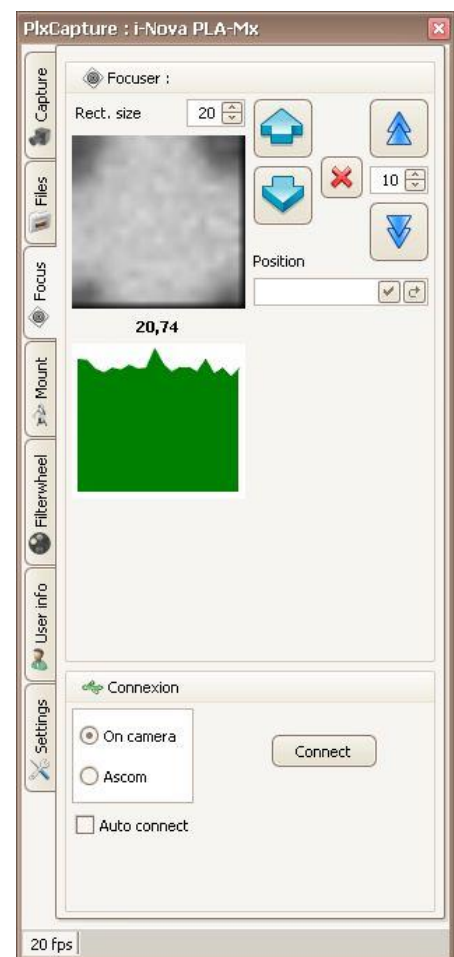 PlxCapture : i-Nova PLA-Mx
Capture
Files
Focus
Mount
Filterwheel
User info
Settings
Focuser :
Rect. size 20
10
Position
20,74
Connexion
On camera
Ascom
Connect
Auto connect
20 fps